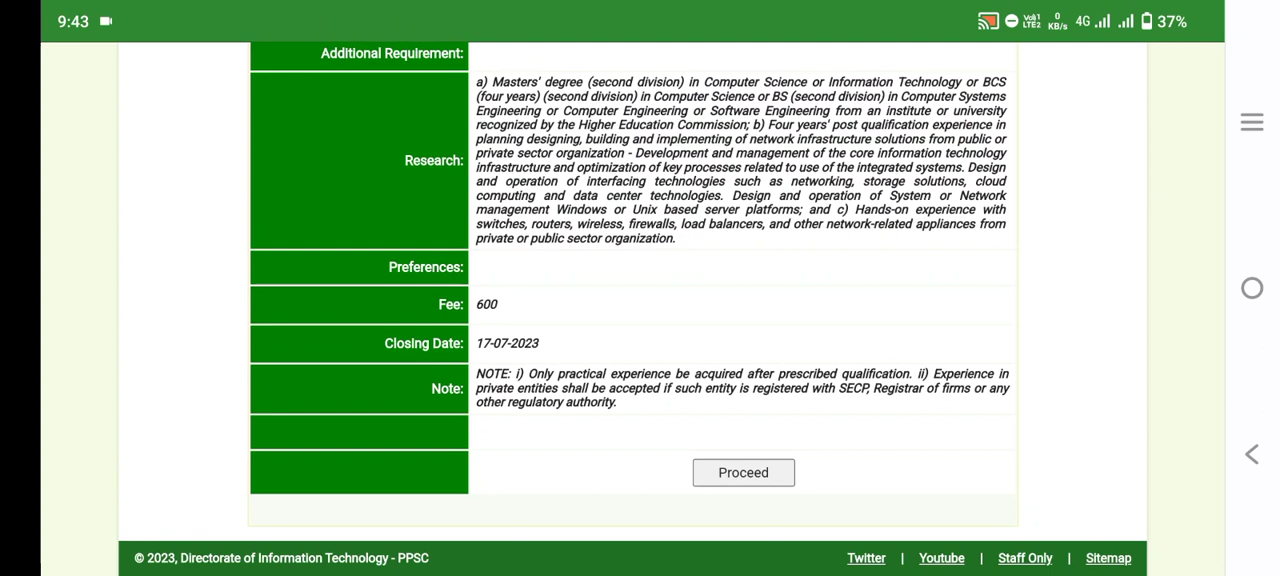 9:43
Vo)) 1
LTE2
0
KB/s
4G
37%
Additional Requirement:
Research:
a) Masters' degree (second division) in Computer Science or Information Technology or BCS
(four years) (second division) in Computer Science or BS (second division) in Computer Systems
Engineering or Computer Engineering or Software Engineering from an institute or university
recognized by the Higher Education Commission; b) Four years' post qualification experience in
planning designing, building and implementing of network infrastructure solutions from public or
private sector organization - Development and management of the core information technology
infrastructure and optimization of key processes related to use of the integrated systems. Design
and operation of interfacing technologies such as networking, storage solutions, cloud
computing and data center technologies. Design and operation of System or Network
management Windows or Unix based server platforms; and c) Hands-on experience with
switches, routers, wireless, firewalls, load balancers, and other network-related appliances from
private or public sector organization.
Preferences:
Fee: 600
Closing Date: 17-07-2023
Note:
NOTE: i) Only practical experience be acquired after prescribed qualification. ii) Experience in
private entities shall be accepted if such entity is registered with SECP, Registrar of firms or any
other regulatory authority.
Proceed
© 2023, Directorate of Information Technology - PPSC
Twitter | Youtube | Staff Only | Sitemap